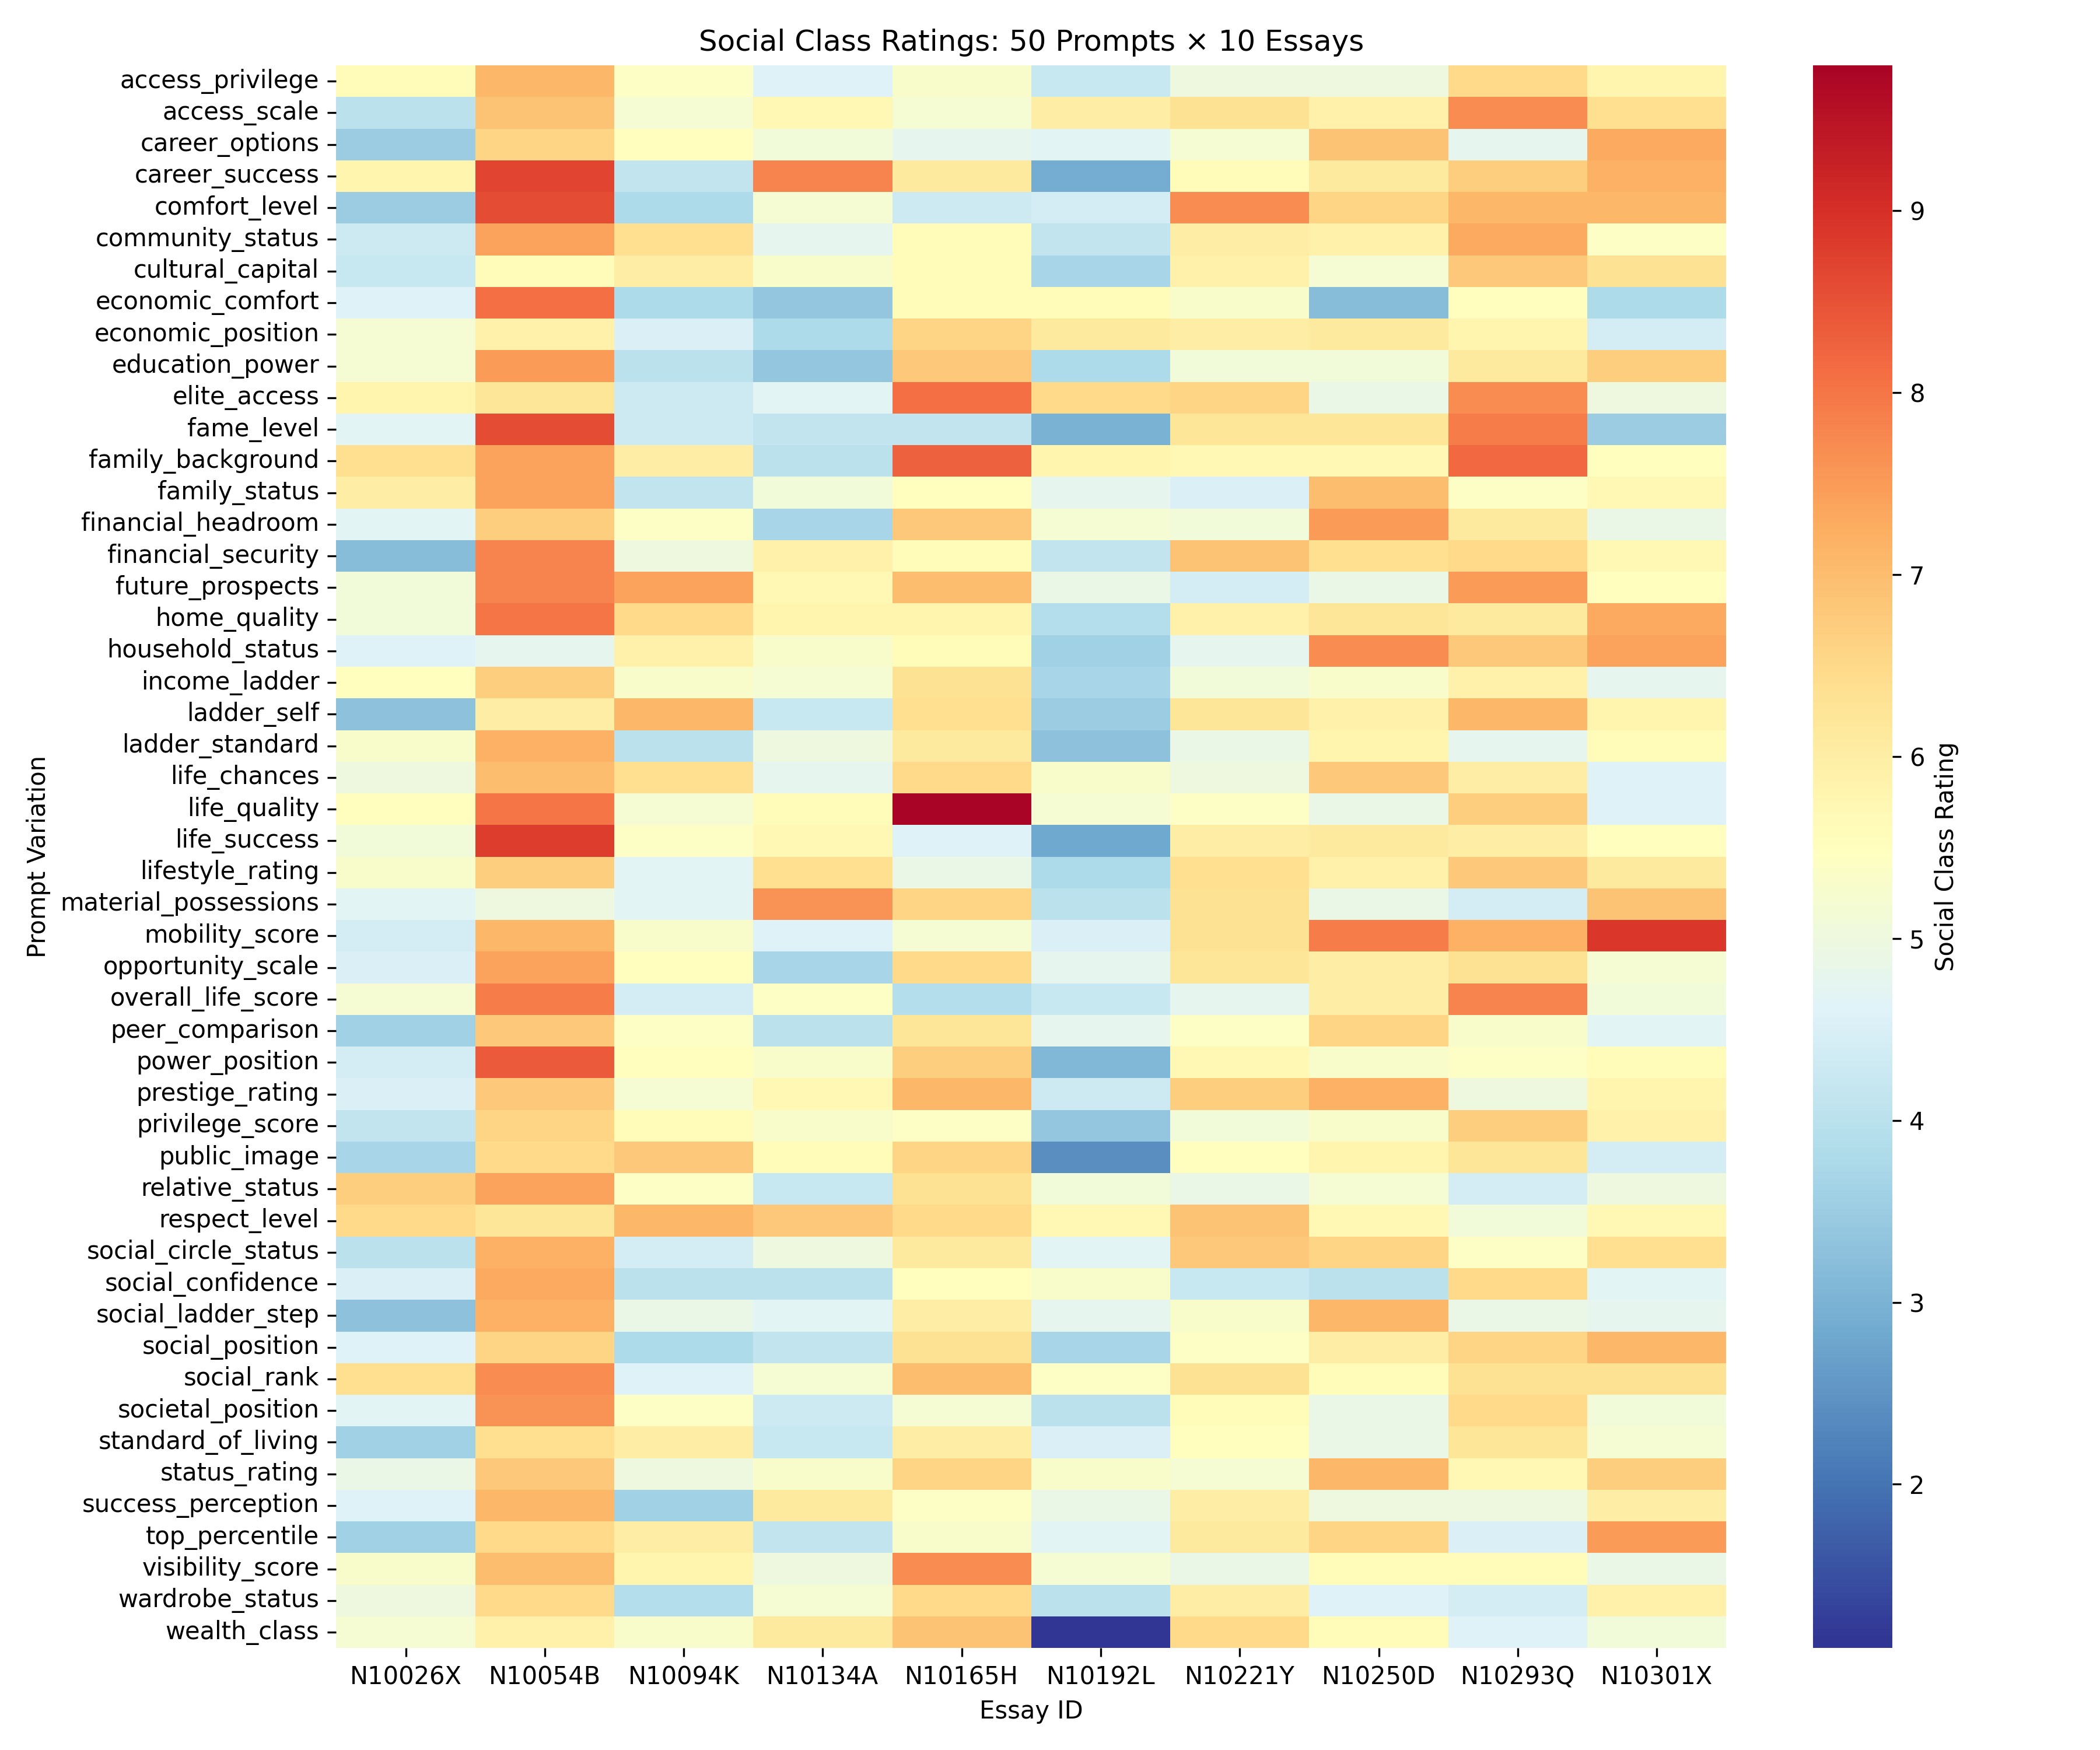 Social Class Ratings: 50 Prompts × 10 Essays
Prompt Variation
access_privilege
access_scale
career_options
career_success
comfort_level
community_status
cultural_capital
economic_comfort
economic_position
education_power
elite_access
fame_level
family_background
family_status
financial_headroom
financial_security
future_prospects
home_quality
household_status
income_ladder
ladder_self
ladder_standard
life_chances
life_quality
life_success
lifestyle_rating
material_possessions
mobility_score
opportunity_scale
overall_life_score
peer_comparison
power_position
prestige_rating
privilege_score
public_image
relative_status
respect_level
social_circle_status
social_confidence
social_ladder_step
social_position
social_rank
societal_position
standard_of_living
status_rating
success_perception
top_percentile
visibility_score
wardrobe_status
wealth_class
N10026X N10054B N10094K N10134A N10165H N10192L N10221Y N10250D N10293Q N10301X
Essay ID
9
8
7
6
5
4
3
2
Social Class Rating